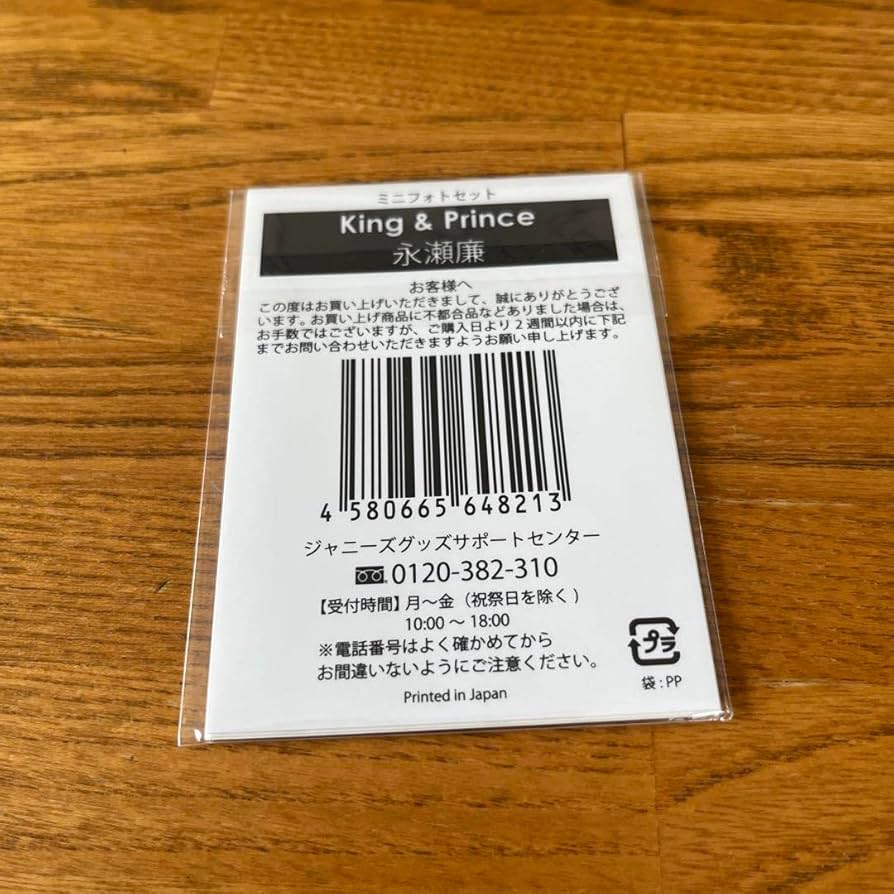 ミニフォトセット
King & Prince
永瀬廉
お客様へ
この度はお買い上げいただきまして、誠にありがとうござ
います。お買い上げ商品に不都合品などありました場合は、
お手数ではございますが、ご購入日より2週間以内に下記
までお問い合わせいただきますようお願い申し上げます。
4 580665 648213
ジャニーズグッズサポートセンター
0120-382-310
【受付時間】月〜金（祝祭日を除く）
10:00 〜 18:00
※電話番号はよく確かめてから
お間違いないようにご注意ください。
Printed in Japan
プラ
袋 : PP